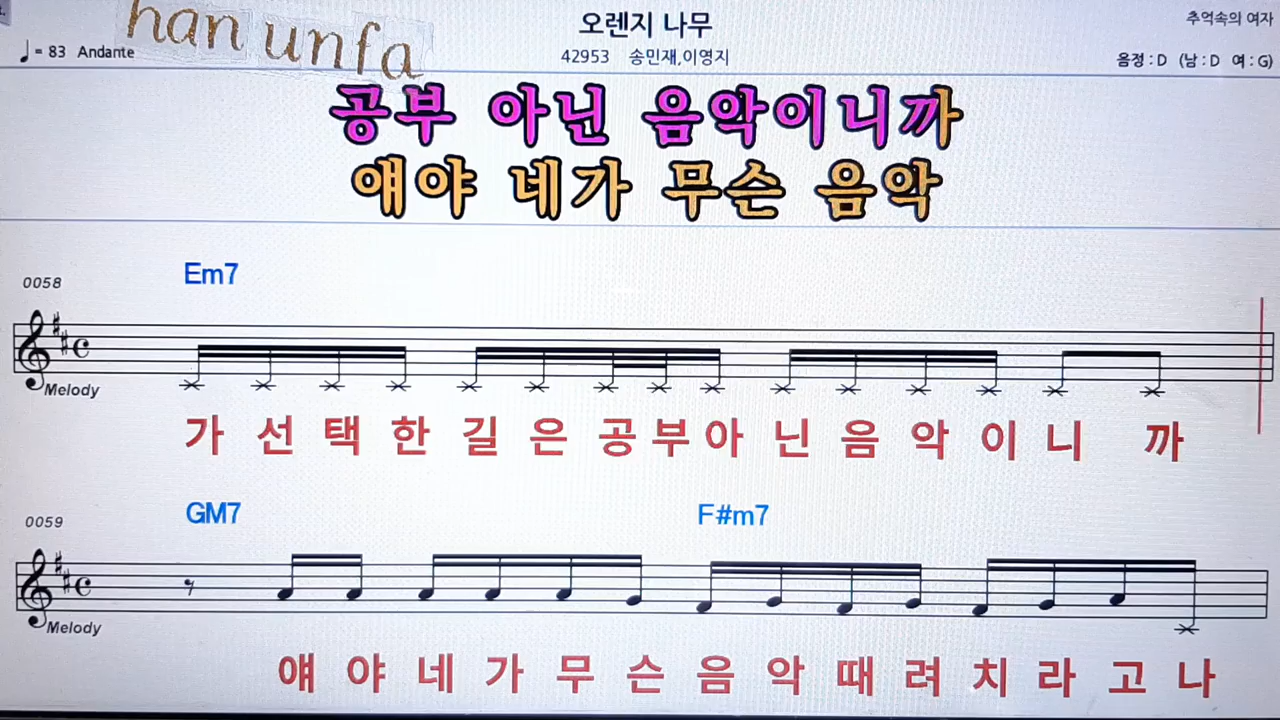 han unfa
오렌지 나무
추억속의 여자
♩= 83 Andante
42953 송민재,이영지
음정 : D (남 : D 여 : G)
공부 아닌 음악이니까
얘야 네가 무슨 음악
0058
Em7
Melody
가 선 택 한 길 은 공 부 아 닌 음 악 이 니 까
0059
GM7 F#m7
Melody
얘 야 네 가 무 슨 음 악 때 려 치 라 고 나